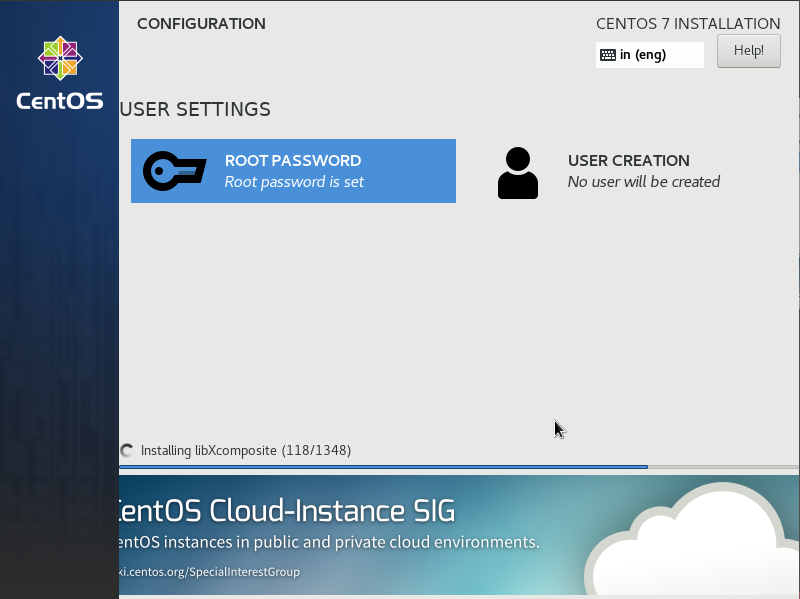 CONFIGURATION
CENTOS 7 INSTALLATION
in (eng)
Help!
CentOS
USER SETTINGS
ROOT PASSWORD
Root password is set
USER CREATION
No user will be created
Installing libXcomposite (118/1348)
CentOS Cloud-Instance SIG
entOS instances in public and private cloud environments.
ki.centos.org/SpecialInterestGroup